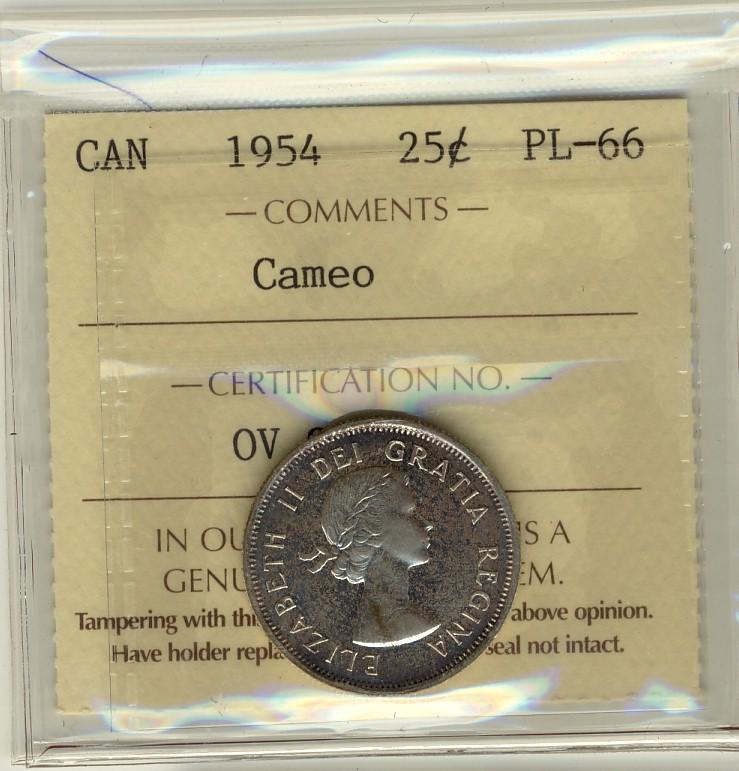 CAN 1954 25¢ PL-66
— COMMENTS —
Cameo
— CERTIFICATION NO. —
OV
IN OU S A
GENU EM.
Tampering with thi above opinion.
Have holder repla seal not intact.
ELIZABETH II DEI GRATIA REGINA